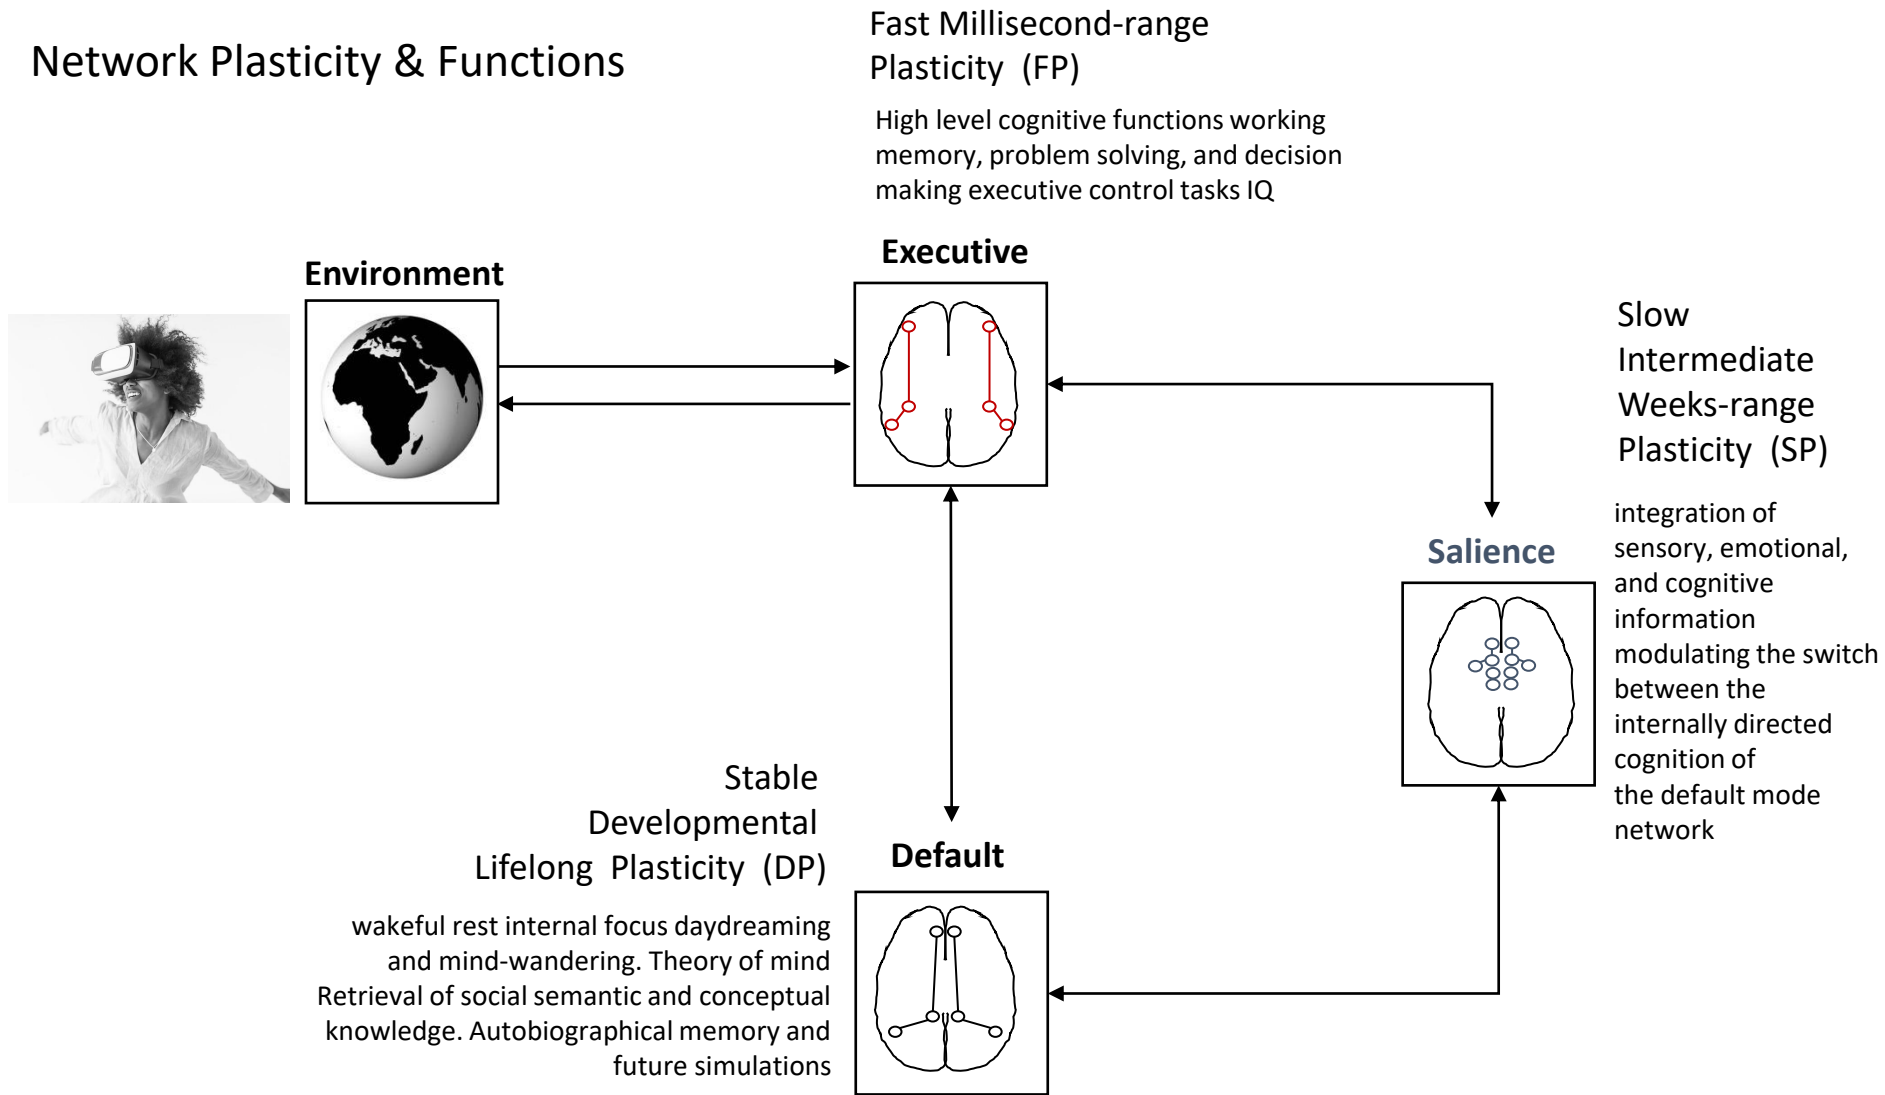 Network Plasticity & Functions
Fast Millisecond-range
Plasticity (FP)
High level cognitive functions working
memory, problem solving, and decision
making executive control tasks IQ
Environment
Executive
Slow
Intermediate
Weeks-range
Plasticity (SP)
integration of
sensory, emotional,
and cognitive
information
modulating the switch
between the
internally directed
cognition of
the default mode
network
Salience
Stable
Developmental
Lifelong Plasticity (DP)
wakeful rest internal focus daydreaming
and mind-wandering. Theory of mind
Retrieval of social semantic and conceptual
knowledge. Autobiographical memory and
future simulations
Default